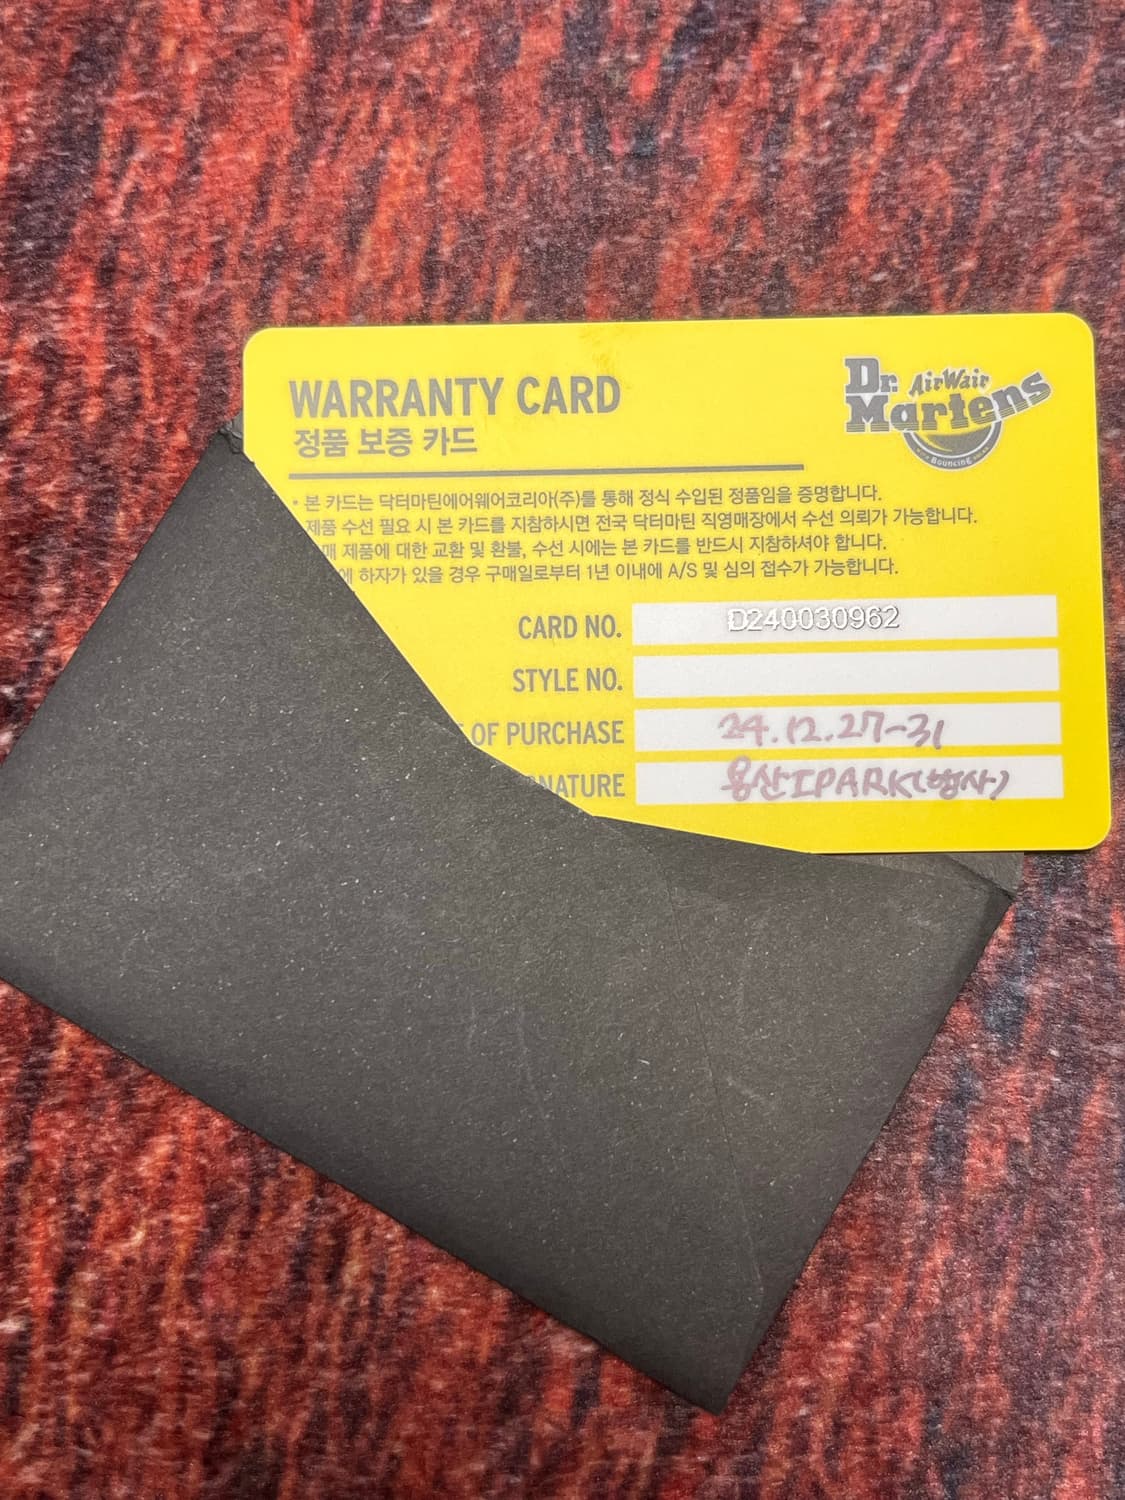 WARRANTY CARD
정품 보증 카드
Dr. Martens
AirWair
WITH Bouncing SOLES
• 본 카드는 닥터마틴에어웨어코리아(주)를 통해 정식 수입된 정품임을 증명합니다.
제품 수선 필요 시 본 카드를 지참하시면 전국 닥터마틴 직영매장에서 수선 의뢰가 가능합니다.
매 제품에 대한 교환 및 환불, 수선 시에는 본 카드를 반드시 지참하셔야 합니다.
에 하자가 있을 경우 구매일로부터 1년 이내에 A/S 및 심의 접수가 가능합니다.
CARD NO. D240030962
STYLE NO.
OF PURCHASE 24.12.27-31
NATURE 용산IPARK(행사)